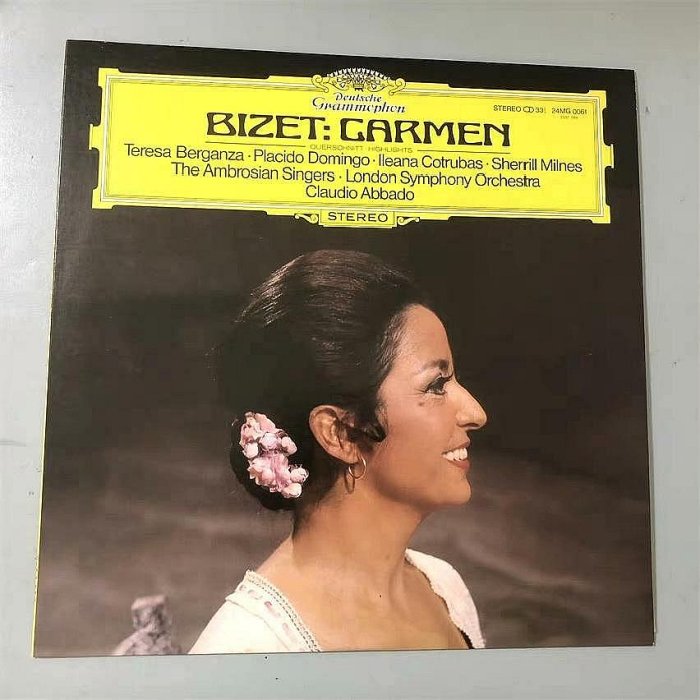 Deutsche
Grammophon
STEREO 33 24MG 0061
BIZET: CARMEN
QUERSCHNITT · HIGHLIGHTS
Teresa Berganza · Placido Domingo · Ileana Cotrubas · Sherrill Milnes
The Ambrosian Singers · London Symphony Orchestra
Claudio Abbado
STEREO